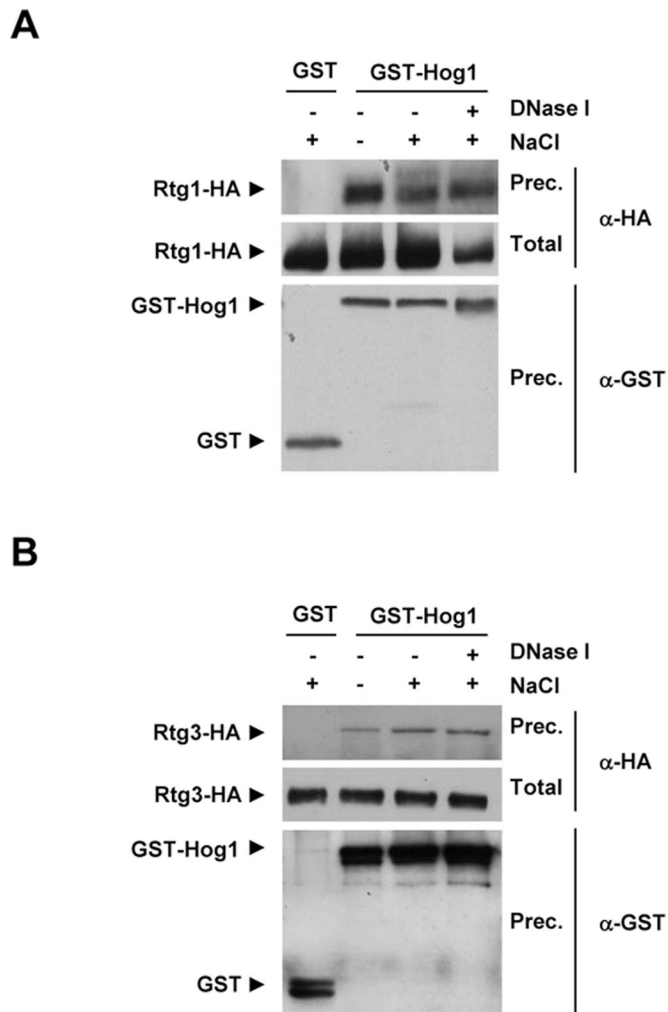 A
GST GST-Hog1
- - - + DNase I
+ - + + NaCl
Rtg1-HA ► Prec.
α-HA
Rtg1-HA ► Total
GST-Hog1 ►
Prec. α-GST
GST ►
B
GST GST-Hog1
- - - + DNase I
+ - + + NaCl
Rtg3-HA ► Prec.
α-HA
Rtg3-HA ► Total
GST-Hog1 ►
Prec. α-GST
GST ►